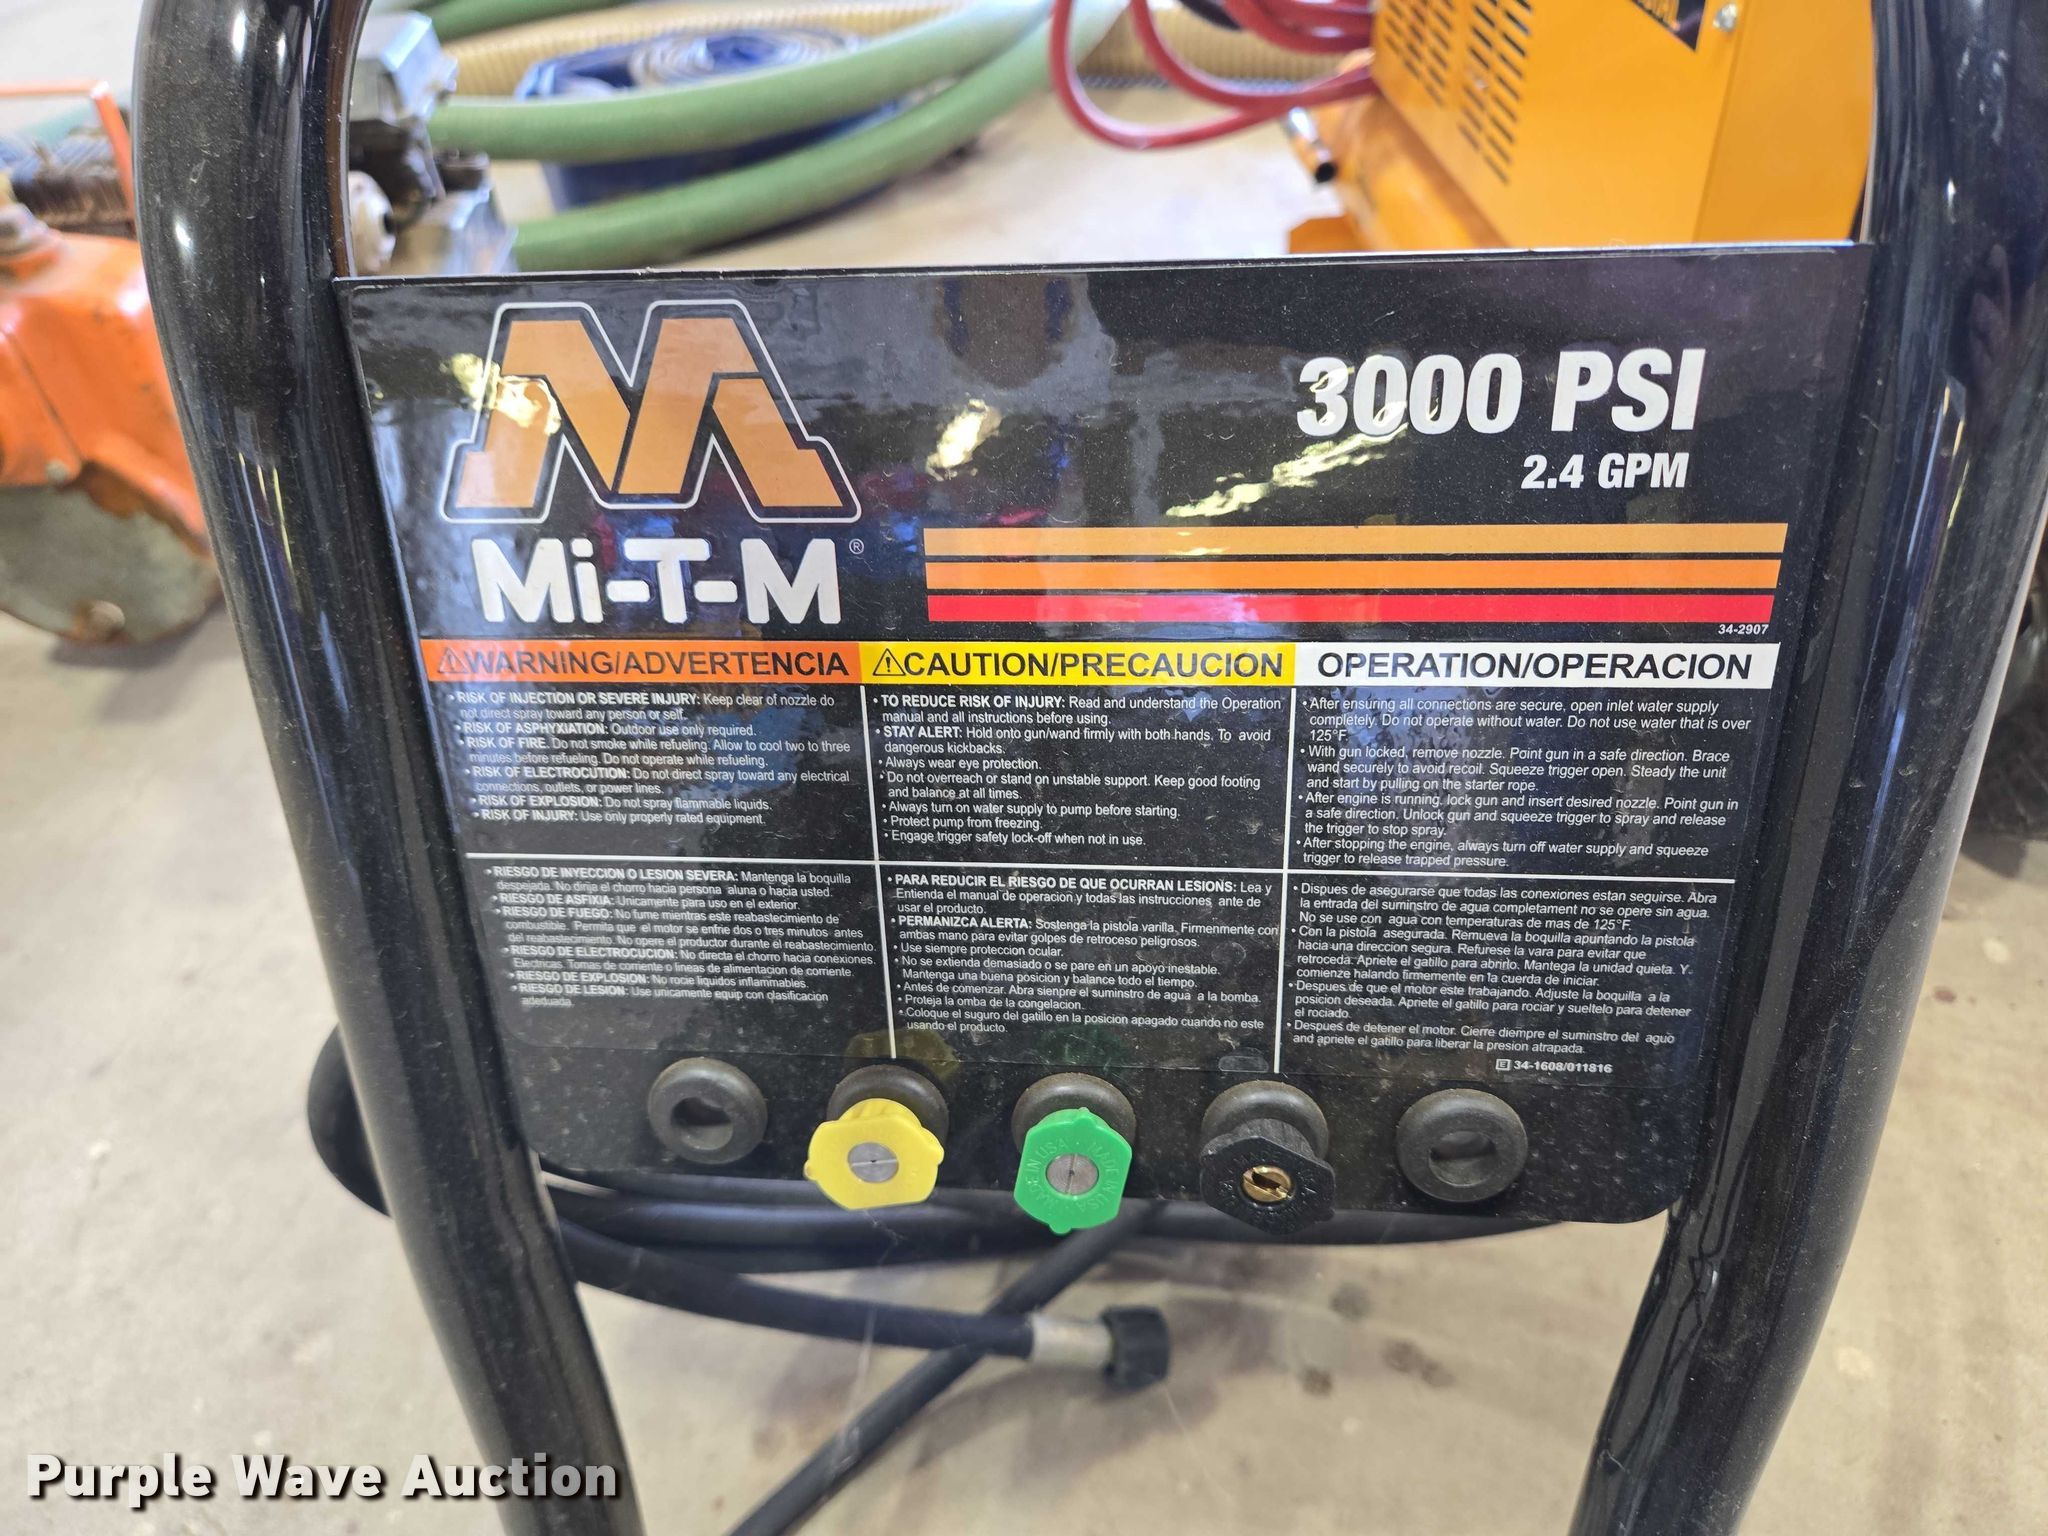 3000 PSI
2.4 GPM
Mi-T-M®
34-2907
⚠WARNING/ADVERTENCIA
• RISK OF INJECTION OR SEVERE INJURY: Keep clear of nozzle do
not direct spray toward any person or self.
• RISK OF ASPHYXIATION: Outdoor use only required.
• RISK OF FIRE. Do not smoke while refueling. Allow to cool two to three
minutes before refueling. Do not operate while refueling.
• RISK OF ELECTROCUTION: Do not direct spray toward any electrical
connections, outlets, or power lines.
• RISK OF EXPLOSION: Do not spray flammable liquids.
• RISK OF INJURY: Use only properly rated equipment.
• RIESGO DE INYECCION O LESION SEVERA: Mantenga la boquilla
despejada. No dirija el chorro hacia persona aluna o hacia usted.
• RIESGO DE ASFIXIA: Unicamente para uso en el exterior.
• RIESGO DE FUEGO: No fume mientras este reabastecimiento de
combustible. Permita que el motor se enfrie dos o tres minutos antes
del reabastecimiento. No opere el productor durante el reabastecimiento.
• RIESGO DE ELECTROCUCION: No directa el chorro hacia conexiones.
Electricas. Tomas de corriente o lineas de alimentacion de corriente.
• RIESGO DE EXPLOSION: No rocie liquidos inflammables.
• RIESGO DE LESION: Use unicamente equip con clasificacion
adeduada.
⚠CAUTION/PRECAUCION
• TO REDUCE RISK OF INJURY: Read and understand the Operation
manual and all instructions before using.
• STAY ALERT: Hold onto gun/wand firmly with both hands. To avoid
dangerous kickbacks.
• Always wear eye protection.
• Do not overreach or stand on unstable support. Keep good footing
and balance at all times.
• Always turn on water supply to pump before starting.
• Protect pump from freezing.
• Engage trigger safety lock-off when not in use.
• PARA REDUCIR EL RIESGO DE QUE OCURRAN LESIONS: Lea y
Entienda el manual de operacion y todas las instrucciones ante de
usar el producto.
• PERMANIZCA ALERTA: Sostenga la pistola varilla. Firmenmente con
ambas mano para evitar golpes de retroceso peligrosos.
• Use siempre proteccion ocular.
• No se extienda demasiado o se pare en un apoyo inestable.
Mantenga una buena posicion y balance todo el tiempo.
• Antes de comenzar. Abra sienpre el suminstro de agua a la bomba.
• Proteja la omba de la congelacion.
• Coloque el suguro del gatillo en la posicion apagado cuando no este
usando el producto.
OPERATION/OPERACION
• After ensuring all connections are secure, open inlet water supply
completely. Do not operate without water. Do not use water that is over
125°F.
• With gun locked, remove nozzle. Point gun in a safe direction. Brace
wand securely to avoid recoil. Squeeze trigger open. Steady the unit
and start by pulling on the starter rope.
• After engine is running, lock gun and insert desired nozzle. Point gun in
a safe direction. Unlock gun and squeeze trigger to spray and release
the trigger to stop spray.
• After stopping the engine, always turn off water supply and squeeze
trigger to release trapped pressure.
• Dispues de asegurarse que todas las conexiones estan seguirse. Abra
la entrada del suminstro de agua completament no se opere sin agua.
No se use con agua con temperaturas de mas de 125°F.
• Con la pistola asegurada. Remueva la boquilla apuntando la pistola
hacia una direccion segura. Refurese la vara para evitar que
retroceda. Apriete el gatillo para abrirlo. Mantega la unidad quieta. Y
comienze halando firmemente en la cuerda de iniciar.
• Despues de que el motor este trabajando. Adjuste la boquilla a la
posicion deseada. Apriete el gatillo para rociar y sueltelo para detener
el rociado.
• Despues de detener el motor. Cierre diempre el suminstro del aguo
and apriete el gatillo para liberar la presion atrapada.
E 34-1608/011816
MADE IN USA · MADE IN USA
Purple Wave Auction